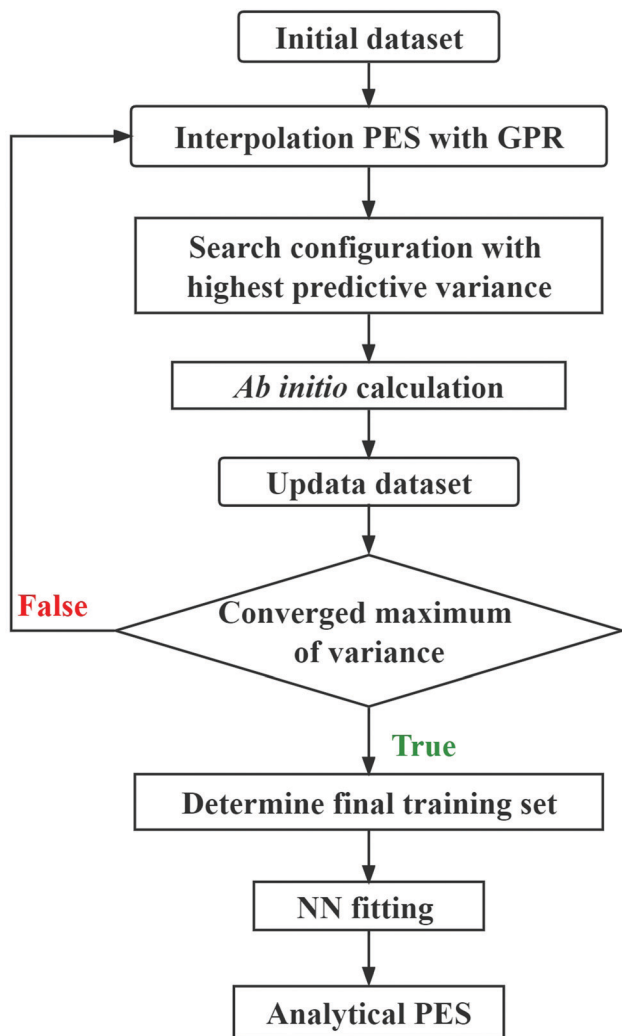 Initial dataset
Interpolation PES with GPR
Search configuration with
highest predictive variance
Ab initio calculation
Updata dataset
False
Converged maximum
of variance
True
Determine final training set
NN fitting
Analytical PES